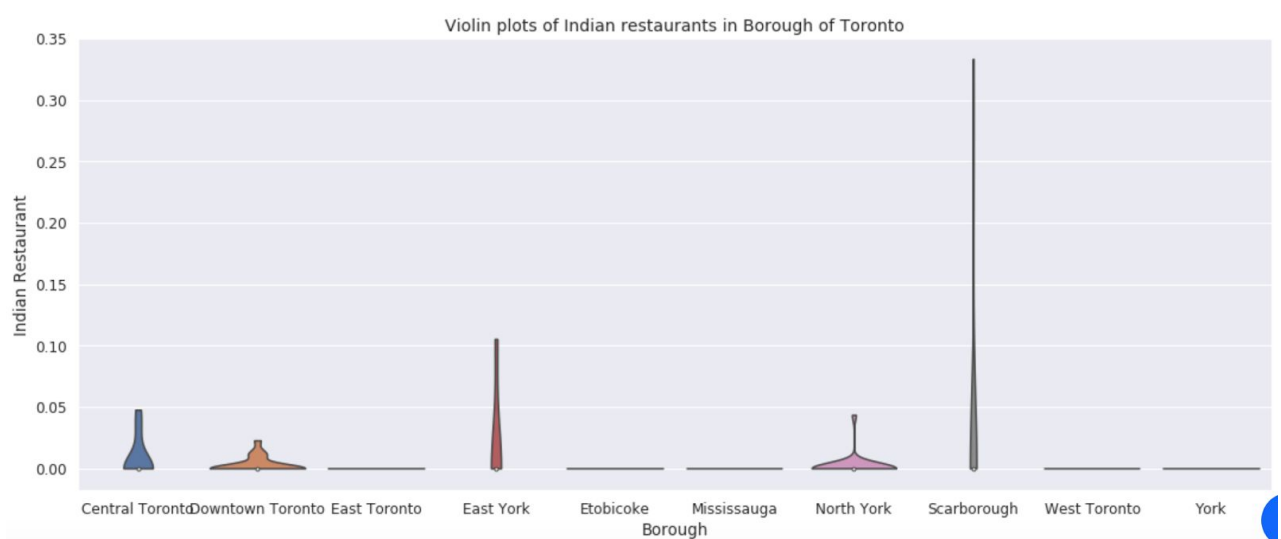 Violin plots of Indian restaurants in Borough of Toronto
0.35
0.30
0.25
0.20
0.15
0.10
0.05
0.00
Indian Restaurant
Central Toronto Downtown Toronto East Toronto East York Etobicoke Mississauga North York Scarborough West Toronto York
Borough